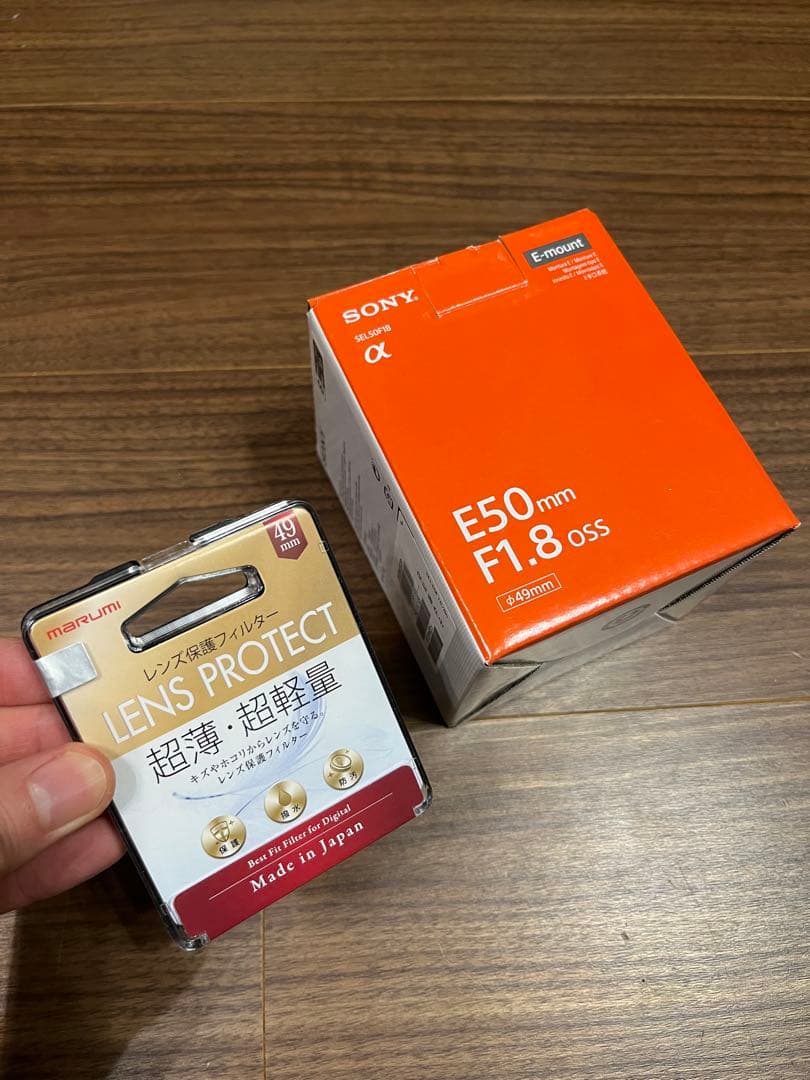 E-mount
SONY
SEL50F18
α
E50mm
F1.8 OSS
φ49mm
49
mm
marumi
レンズ保護フィルター
LENS PROTECT
超薄・超軽量
キズやホコリからレンズを守る。
レンズ保護フィルター
保護
撥水
防汚
Best Fit Filter for Digital
Made in Japan